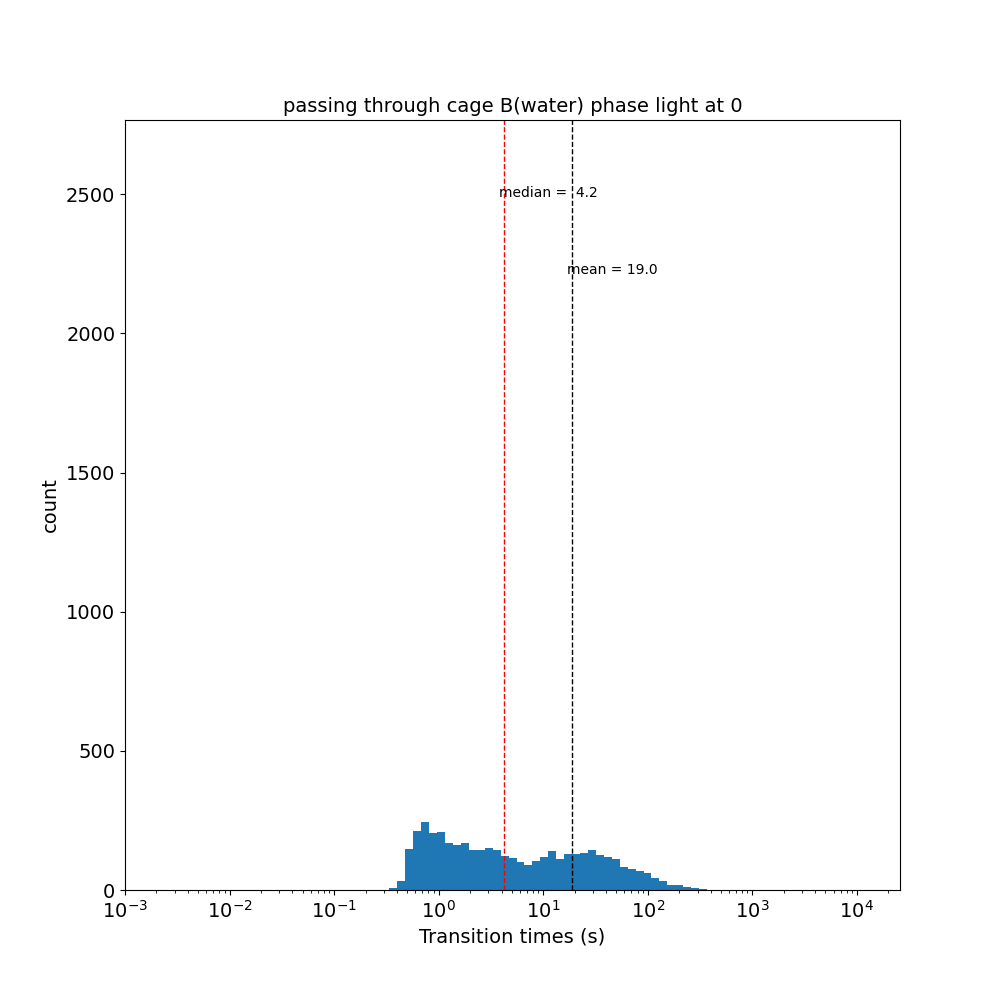 passing through cage B(water) phase light at 0
median =  4.2
mean = 19.0
2500
2000
1500
1000
500
0
count
10⁻³ 10⁻² 10⁻¹ 10⁰ 10¹ 10² 10³ 10⁴
Transition times (s)